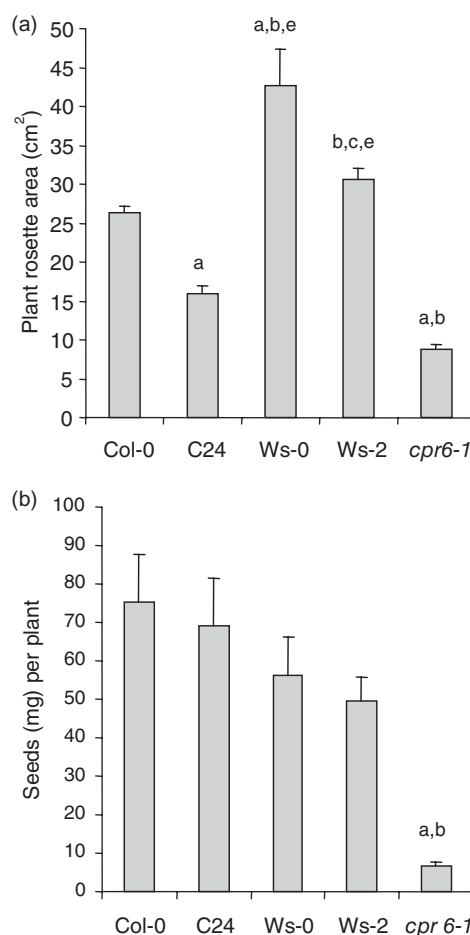 (a)
Plant rosette area (cm²)
50
45
40
35
30
25
20
15
10
5
0
a
a,b,e
b,c,e
a,b
Col-0 C24 Ws-0 Ws-2 cpr6-1
(b)
Seeds (mg) per plant
100
90
80
70
60
50
40
30
20
10
0
a,b
Col-0 C24 Ws-0 Ws-2 cpr 6-1